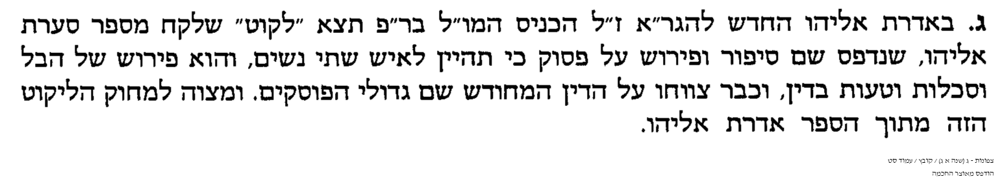 ג. באדרת אליהו החדש להגר״א ז״ל הכניס המו״ל בר״פ תצא ״לקוט״ שלקח מספר סערת
אליהו, שנדפס שם סיפור ופירוש על פסוק כי תהיין לאיש שתי נשים, והוא פירוש של הבל
וסכלות וטעות בדין, וכבר צווחו על הדין המחודש שם גדולי הפוסקים. ומצוה למחוק הליקוט
הזה מתוך הספר אדרת אליהו.
צפונות - ג (שנה א ג) / קובץ / עמוד סט
הודפס מאוצר החכמה